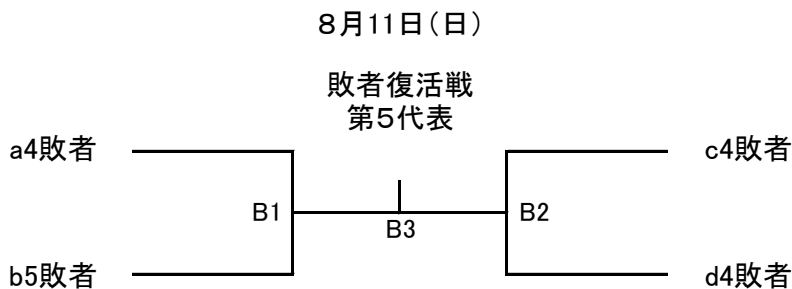 ８月11日（日）
敗者復活戦
第５代表
a4敗者
c4敗者
B1
B2
B3
b5敗者
d4敗者